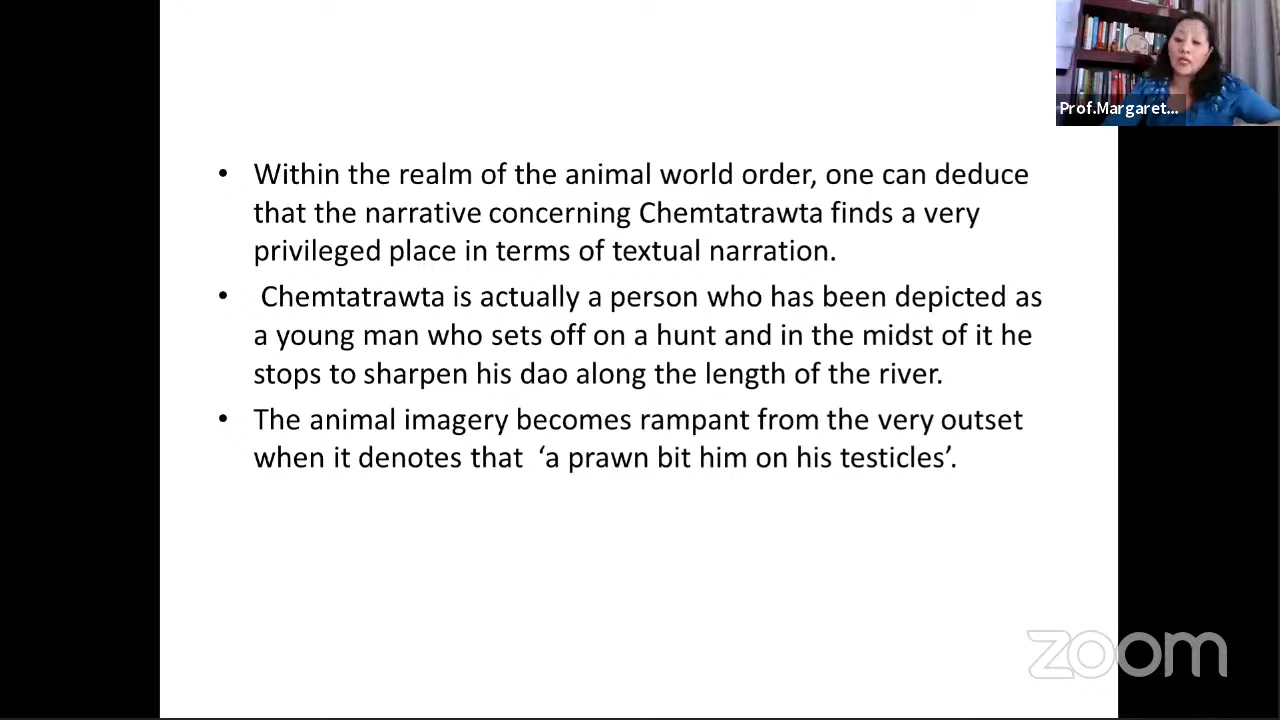 Prof.Margaret...
• Within the realm of the animal world order, one can deduce
that the narrative concerning Chemtatrawta finds a very
privileged place in terms of textual narration.
• Chemtatrawta is actually a person who has been depicted as
a young man who sets off on a hunt and in the midst of it he
stops to sharpen his dao along the length of the river.
• The animal imagery becomes rampant from the very outset
when it denotes that ‘a prawn bit him on his testicles’.
zoom